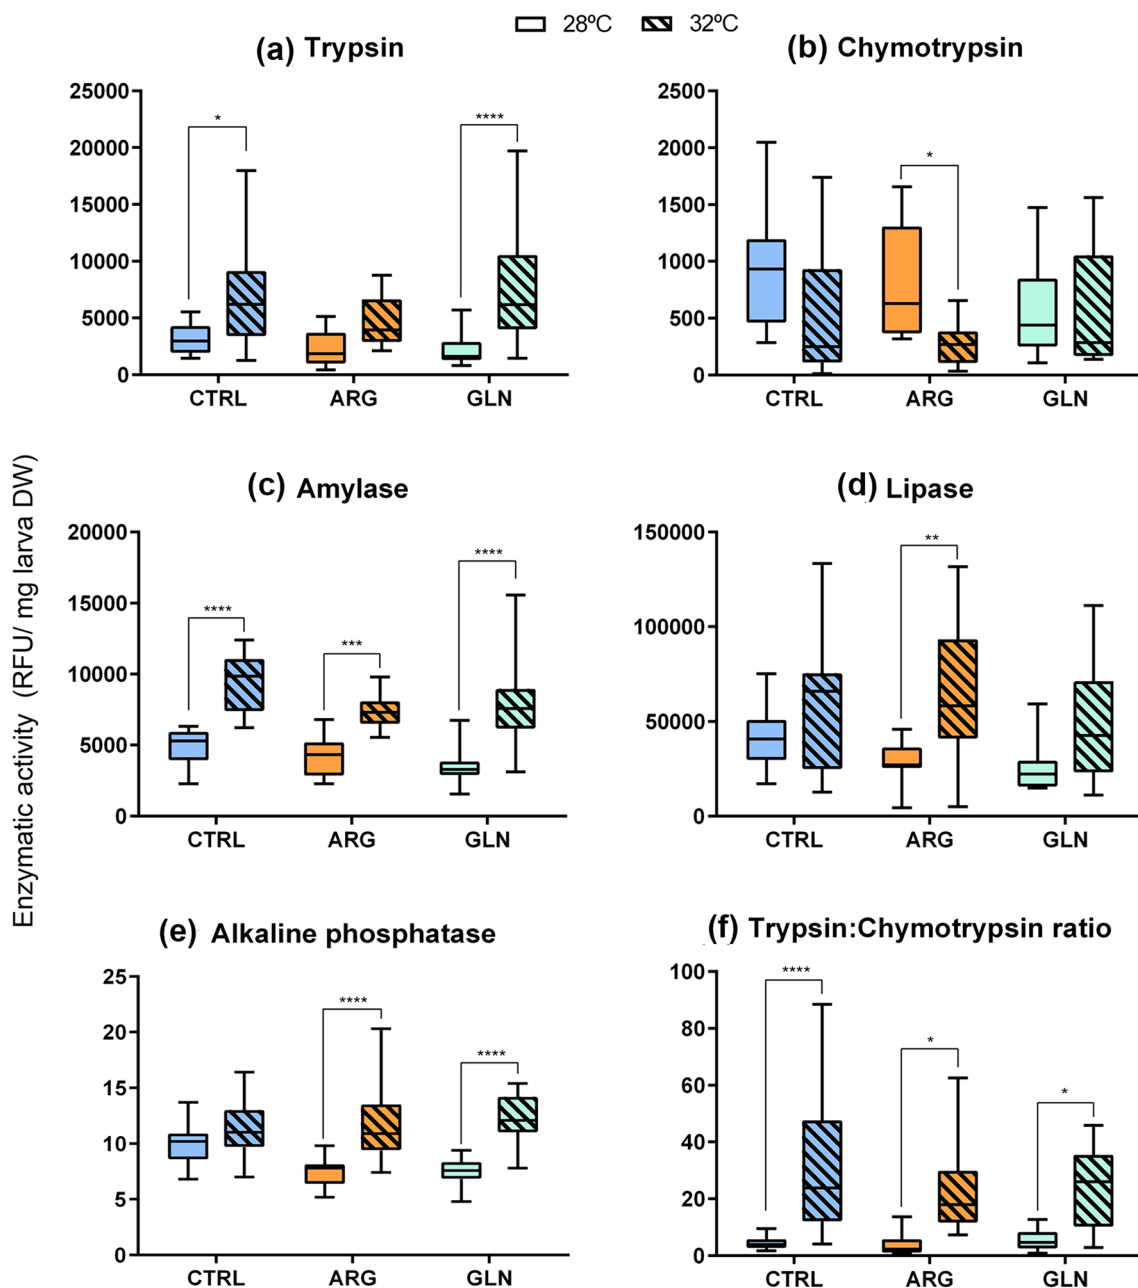 28ºC 32ºC
(a) Trypsin
(b) Chymotrypsin
25000
20000
15000
10000
5000
0
* ****
CTRL ARG GLN
2500
2000
1500
1000
500
0
*
CTRL ARG GLN
Enzymatic activity (RFU/ mg larva DW)
(c) Amylase
(d) Lipase
20000
15000
10000
5000
0
**** *** ****
CTRL ARG GLN
150000
100000
50000
0
**
CTRL ARG GLN
(e) Alkaline phosphatase
(f) Trypsin:Chymotrypsin ratio
25
20
15
10
5
0
**** ****
CTRL ARG GLN
100
80
60
40
20
0
**** * *
CTRL ARG GLN